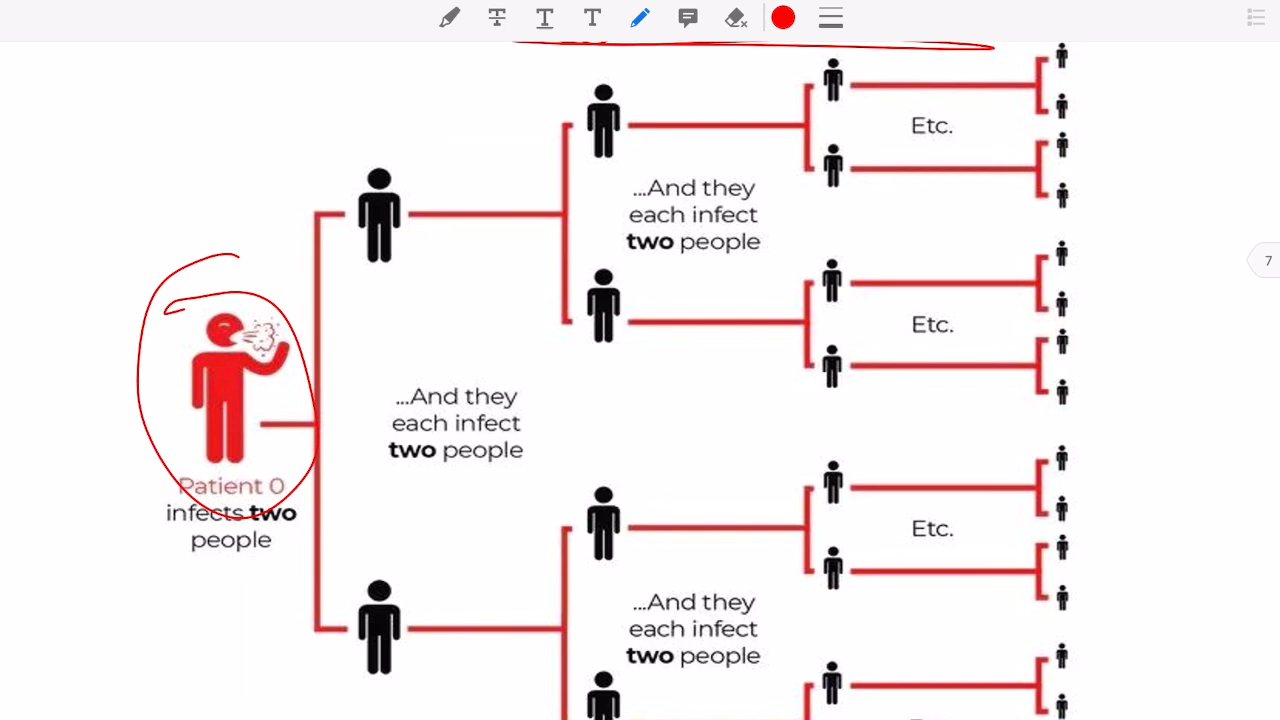 Etc.
...And they
each infect
two people
Etc.
...And they
each infect
two people
Patient 0
infects two
people
Etc.
...And they
each infect
two people
7